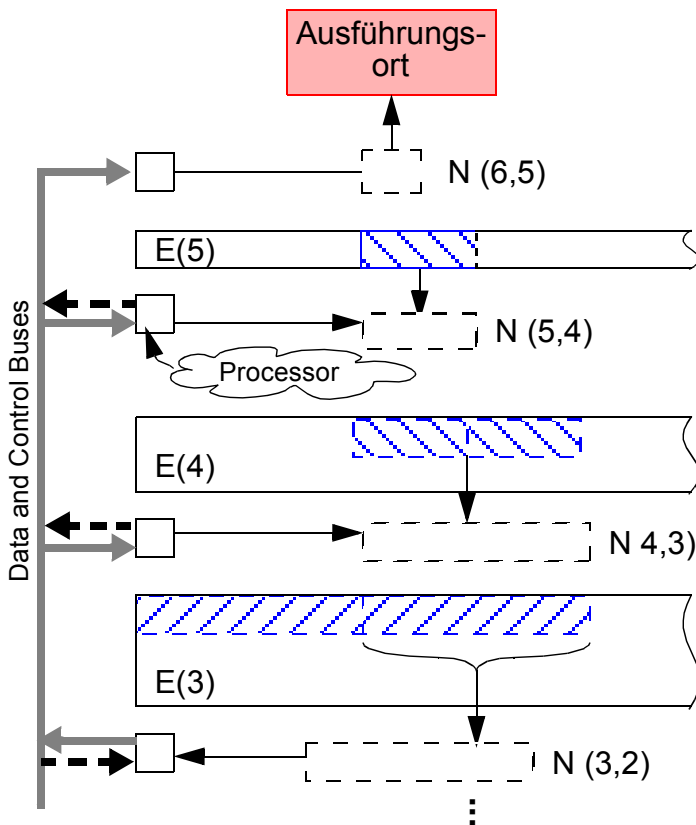 Ausführungs-
ort
N (6,5)
E(5)
N (5,4)
Processor
Data and Control Buses
E(4)
N 4,3)
E(3)
N (3,2)